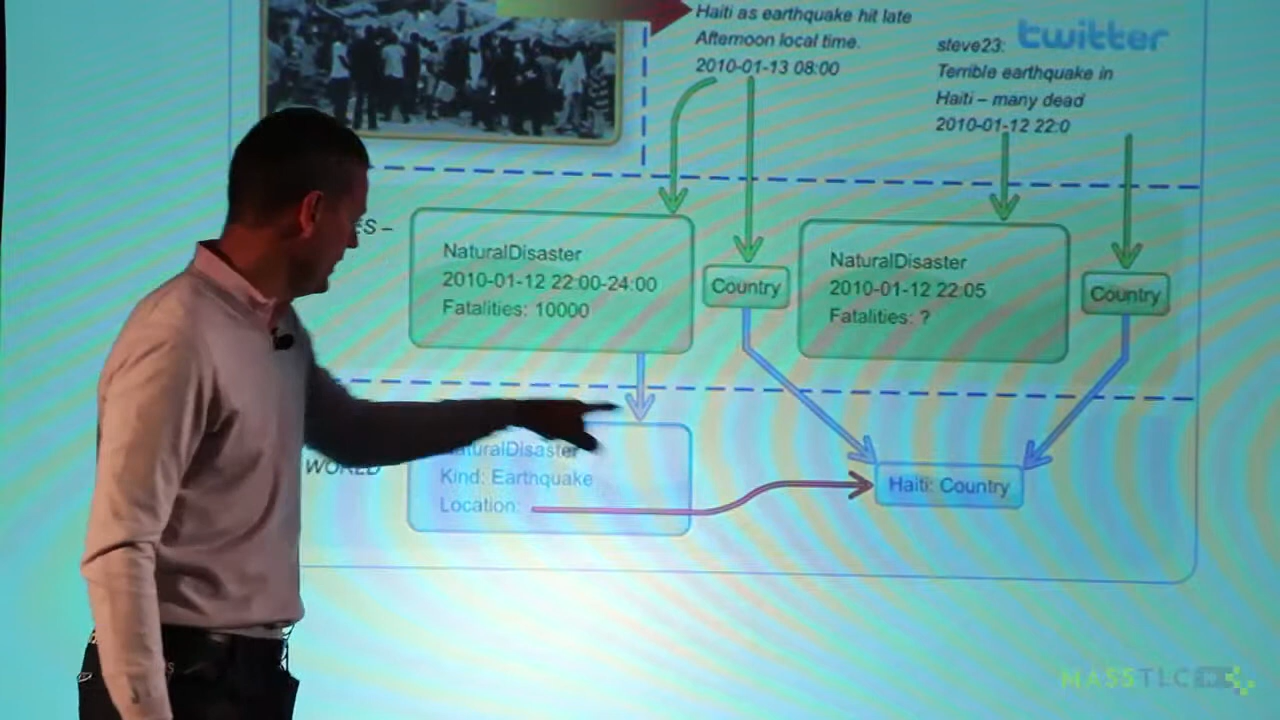 Haiti as earthquake hit late
Afternoon local time.
2010-01-13 08:00
steve23: twitter
Terrible earthquake in
Haiti – many dead
2010-01-12 22:0
ES –
NaturalDisaster
2010-01-12 22:00-24:00
Fatalities: 10000
Country
NaturalDisaster
2010-01-12 22:05
Fatalities: ?
Country
WORLD
NaturalDisaster
Kind: Earthquake
Location:
Haiti: Country
MASSTLC